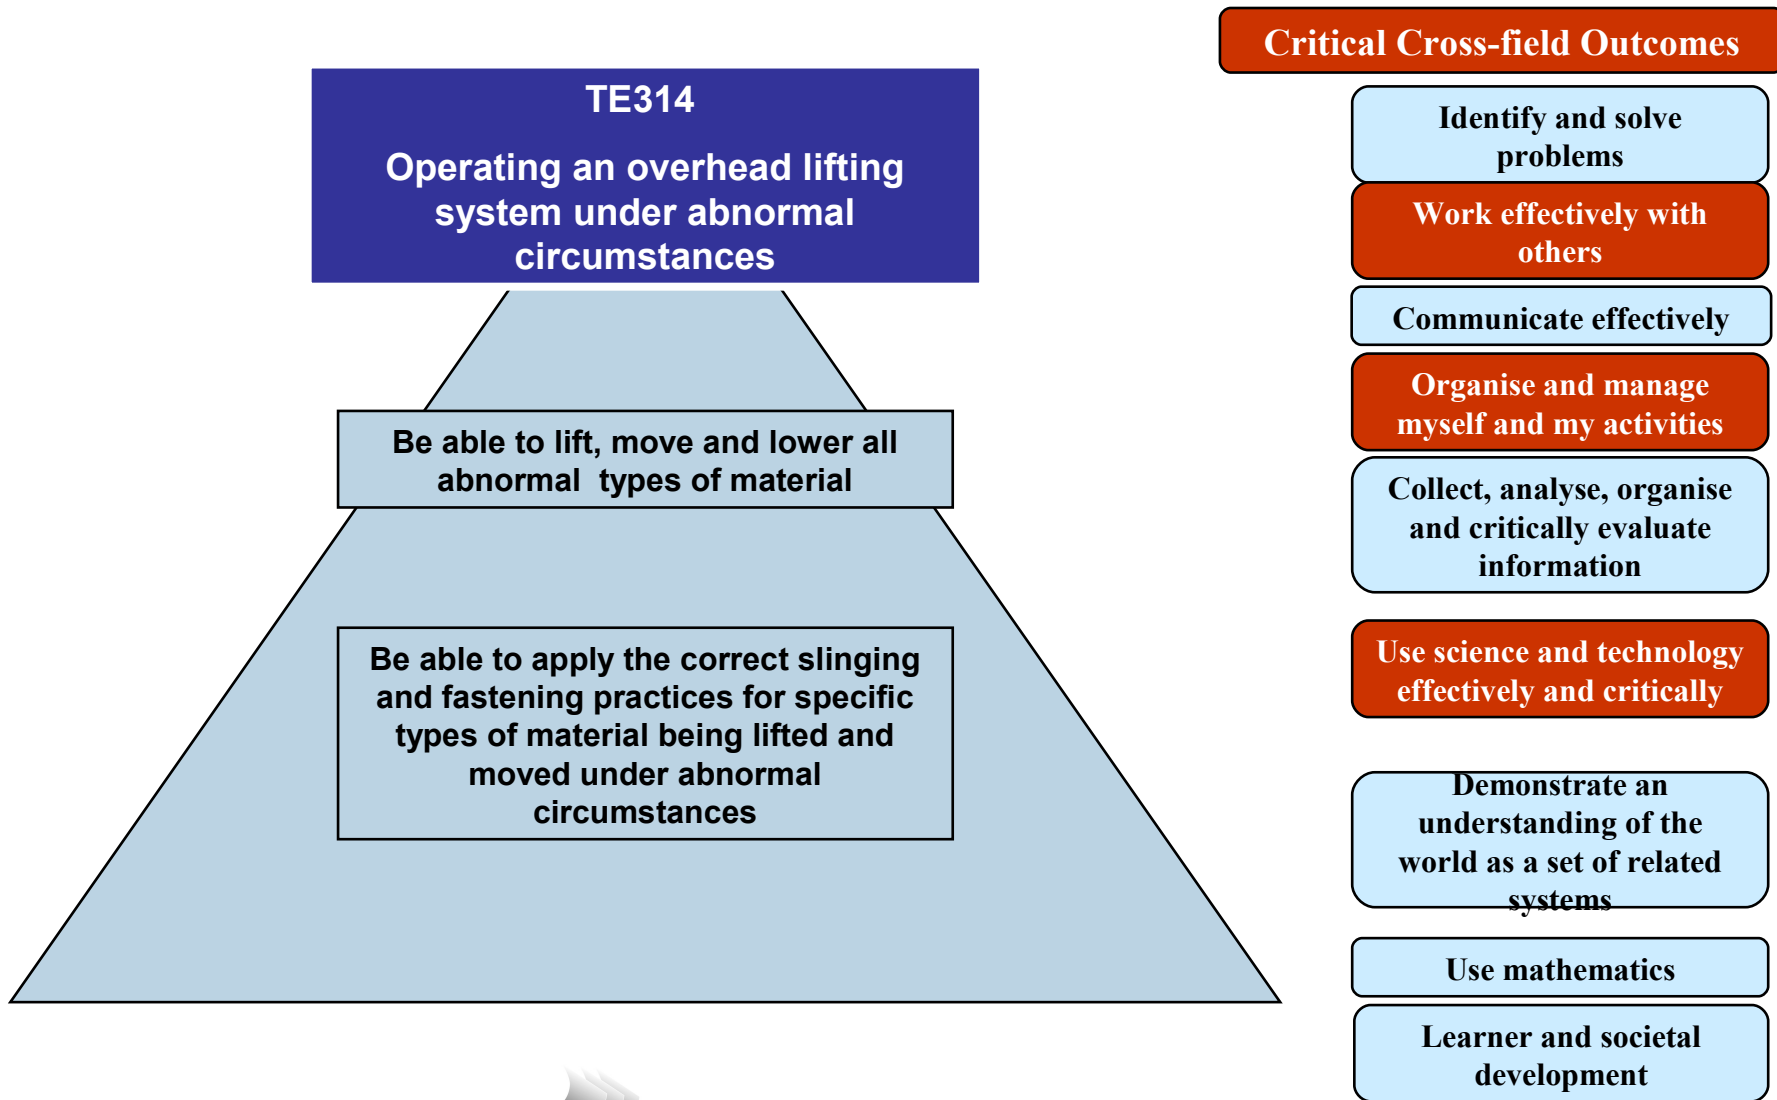 TE314
Operating an overhead lifting
system under abnormal
circumstances
Be able to lift, move and lower all
abnormal types of material
Be able to apply the correct slinging
and fastening practices for specific
types of material being lifted and
moved under abnormal
circumstances
Critical Cross-field Outcomes
Identify and solve
problems
Work effectively with
others
Communicate effectively
Organise and manage
myself and my activities
Collect, analyse, organise
and critically evaluate
information
Use science and technology
effectively and critically
Demonstrate an
understanding of the
world as a set of related
systems
Use mathematics
Learner and societal
development